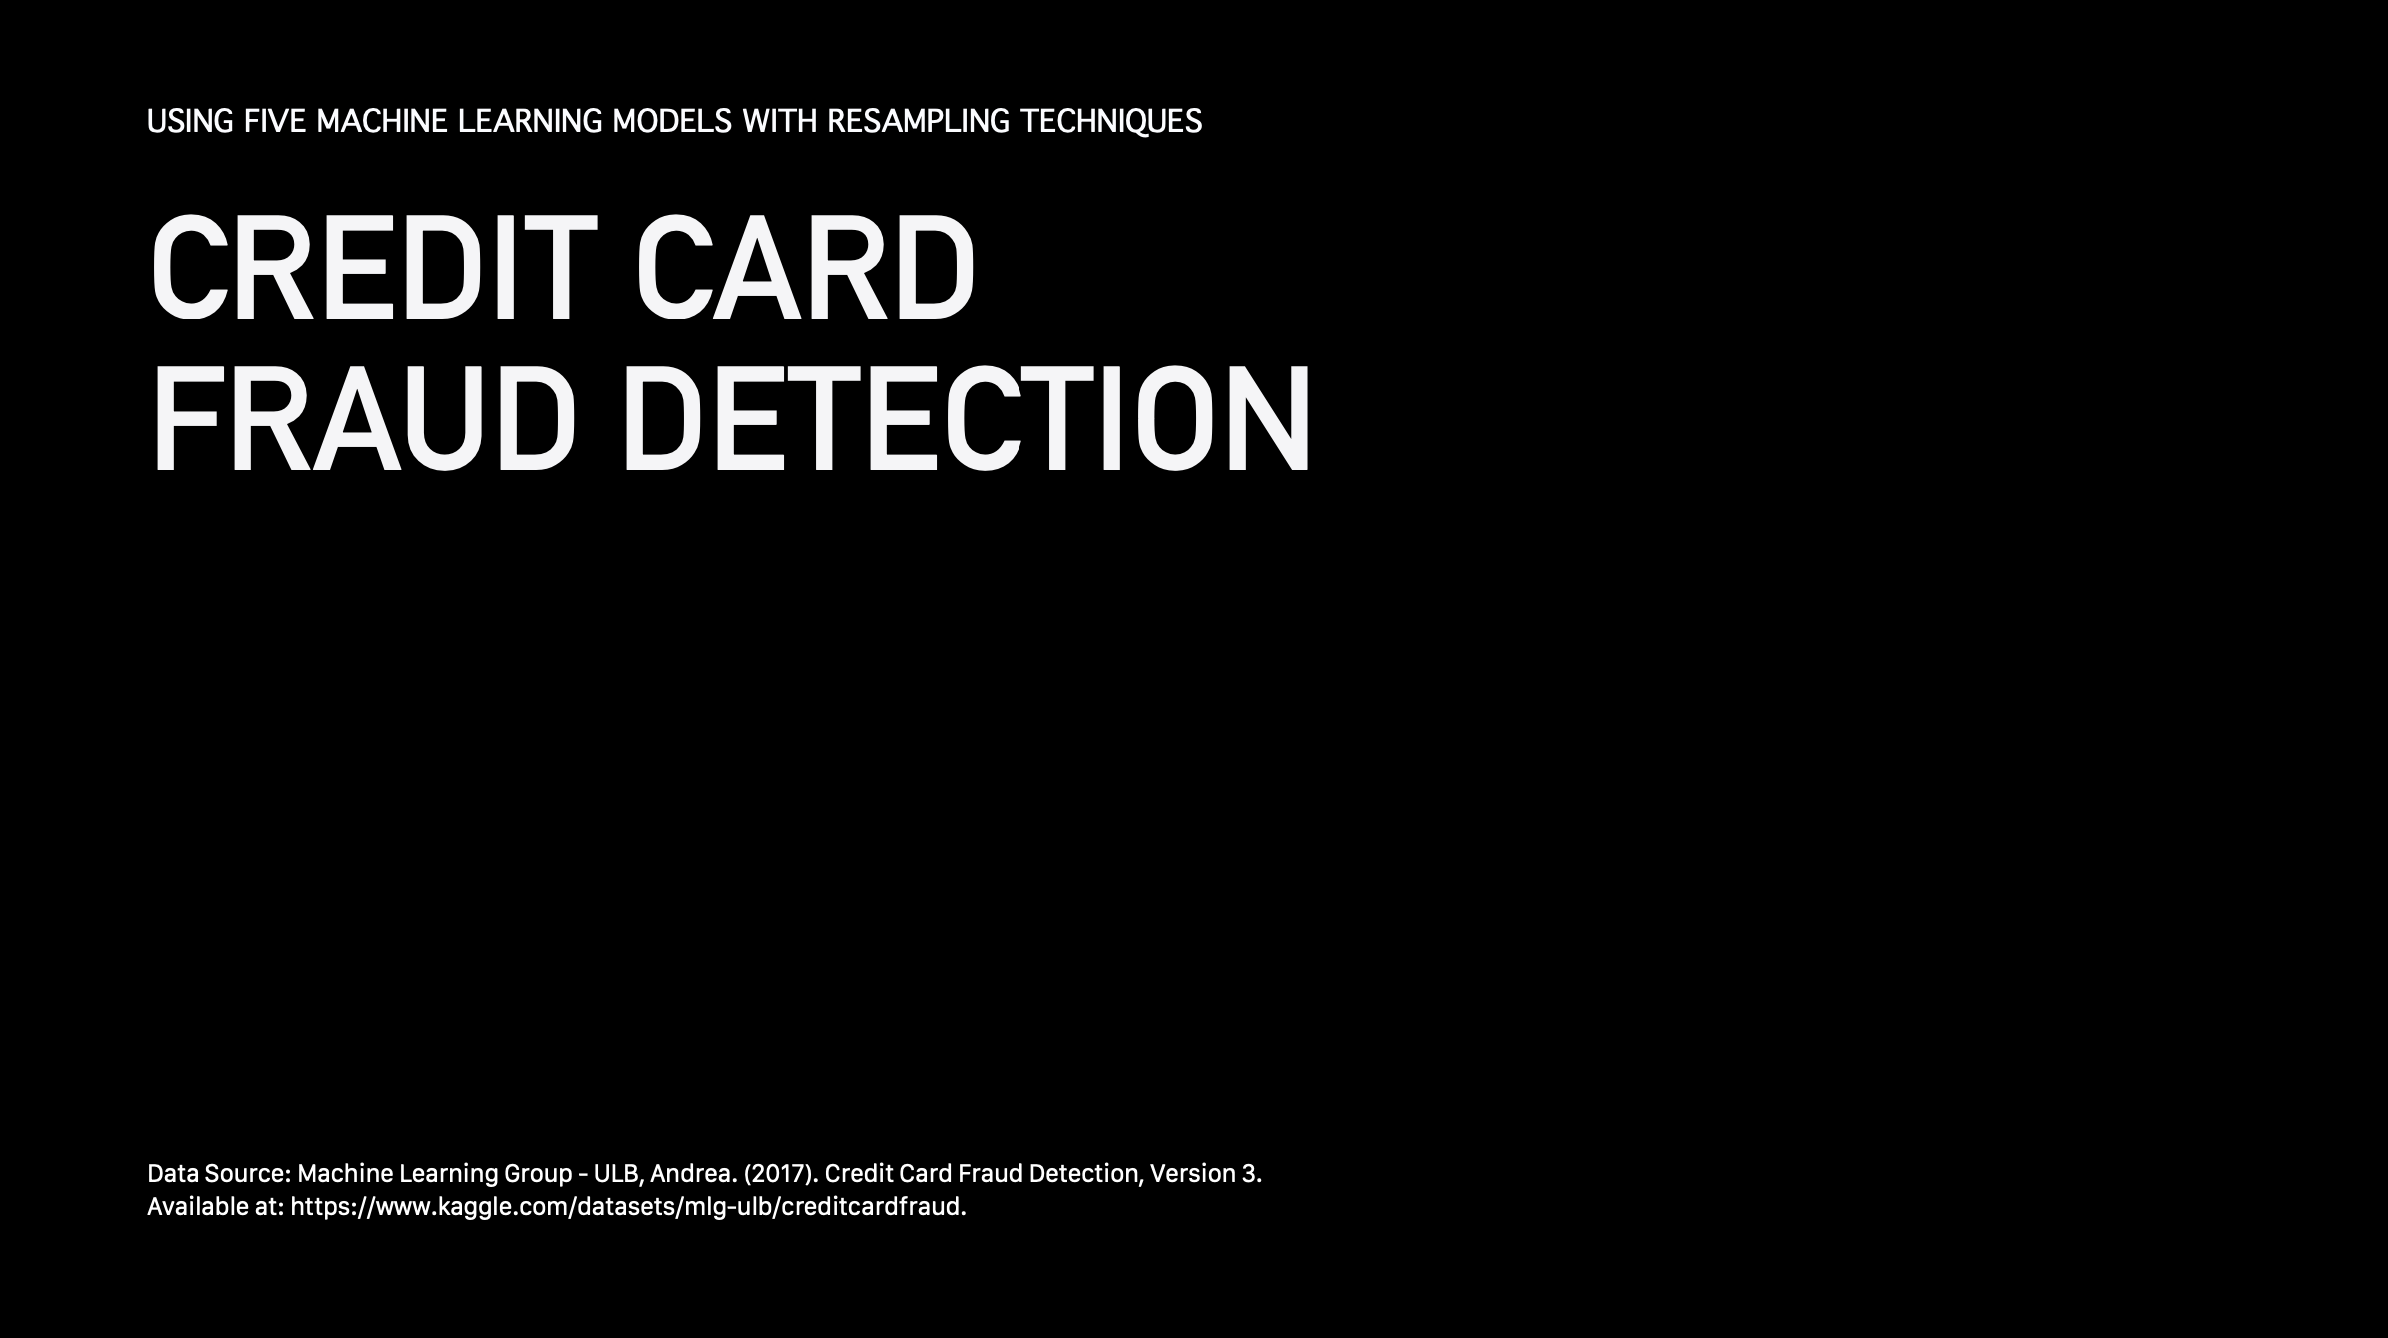 USING FIVE MACHINE LEARNING MODELS WITH RESAMPLING TECHNIQUES
CREDIT CARD
FRAUD DETECTION
Data Source: Machine Learning Group - ULB, Andrea. (2017). Credit Card Fraud Detection, Version 3.
Available at: https://www.kaggle.com/datasets/mlg-ulb/creditcardfraud.